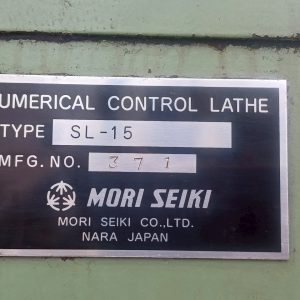 UMERICAL CONTROL LATHE
TYPE SL-15
MFG. NO. 371
MORI SEIKI
MORI SEIKI CO., LTD.
NARA JAPAN